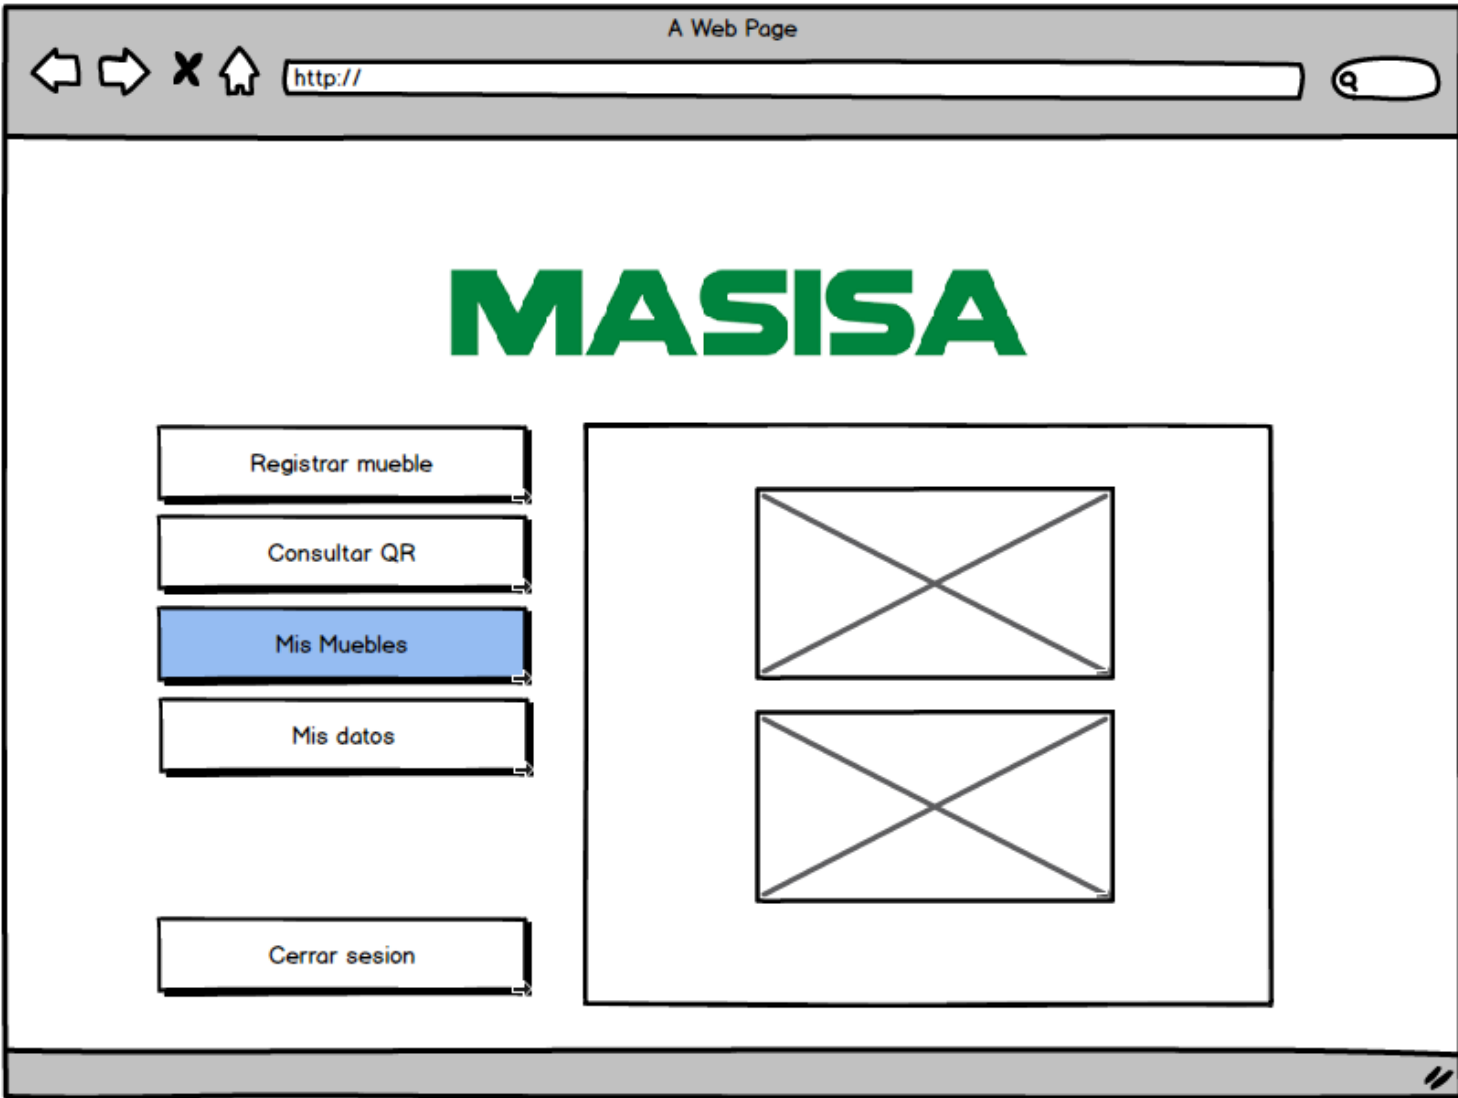 A Web Page
http://
MASISA
Registrar mueble
Consultar QR
Mis Muebles
Mis datos
Cerrar sesion